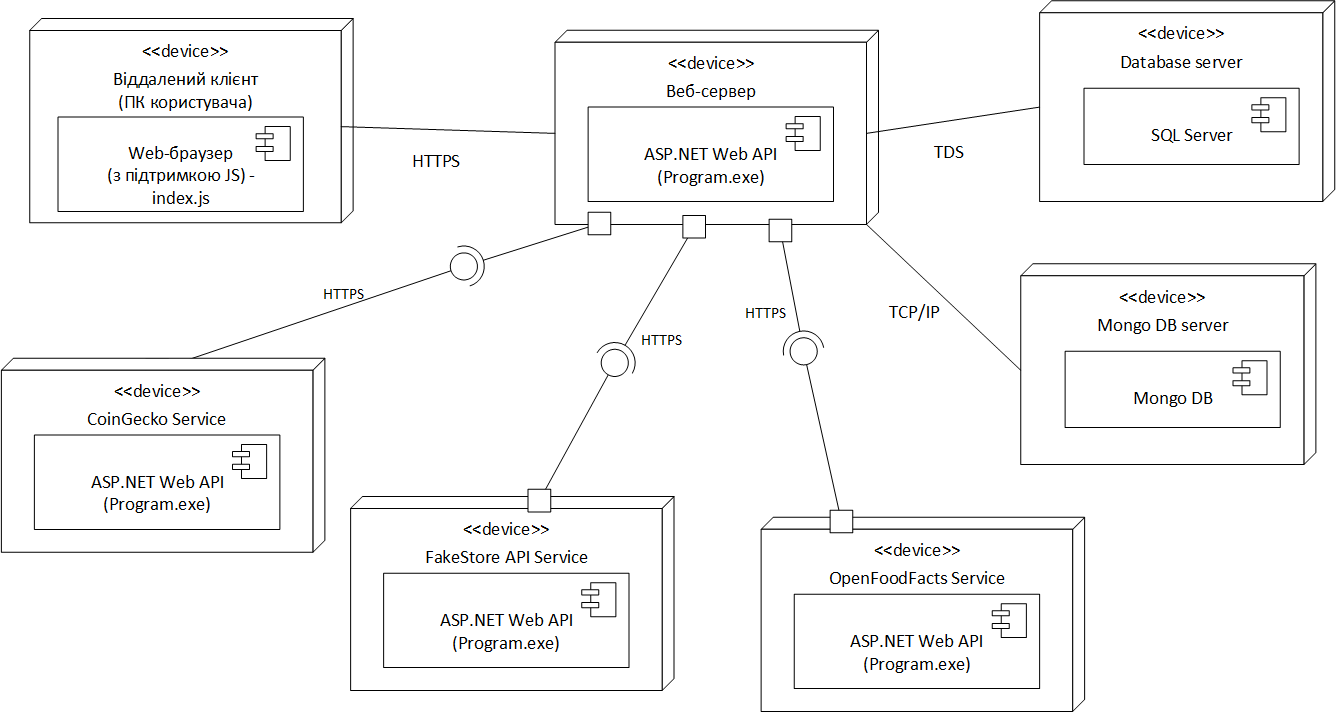 <<device>>
Віддалений клієнт
(ПК користувача)
Web-браузер
(з підтримкою JS) -
index.js
HTTPS
<<device>>
Веб-сервер
ASP.NET Web API
(Program.exe)
TDS
<<device>>
Database server
SQL Server
HTTPS
HTTPS
HTTPS
TCP/IP
<<device>>
Mongo DB server
Mongo DB
<<device>>
CoinGecko Service
ASP.NET Web API
(Program.exe)
<<device>>
FakeStore API Service
ASP.NET Web API
(Program.exe)
<<device>>
OpenFoodFacts Service
ASP.NET Web API
(Program.exe)